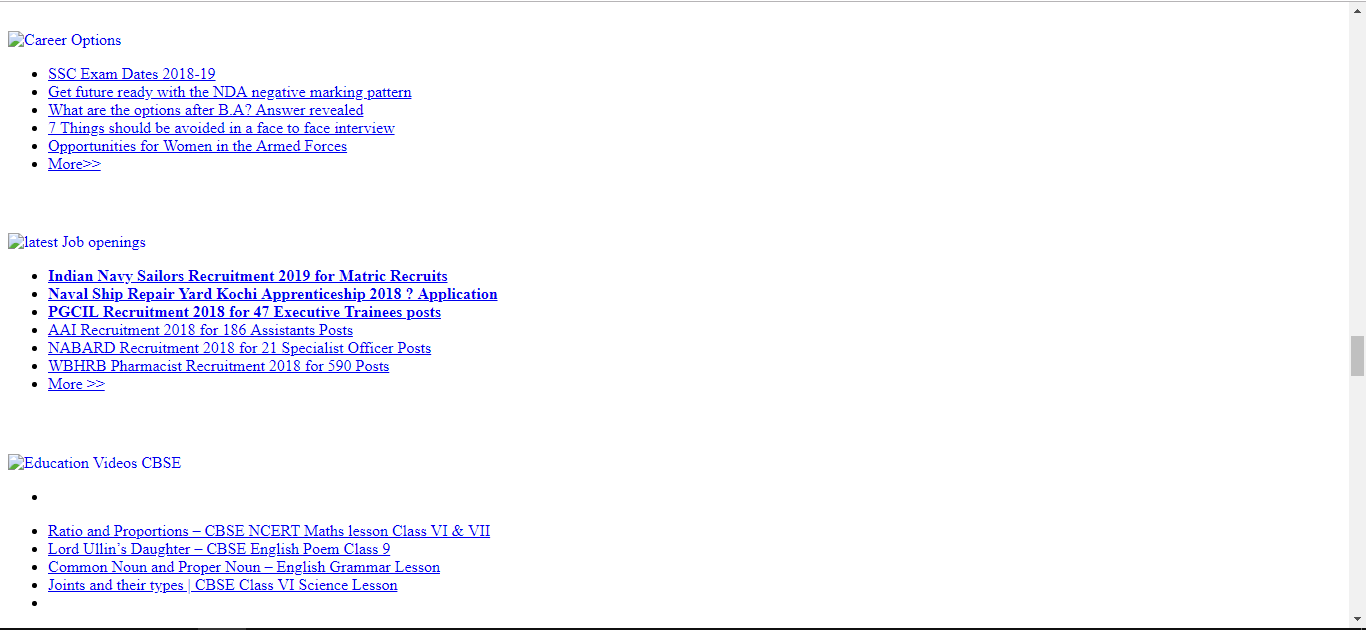 Career Options
SSC Exam Dates 2018-19
Get future ready with the NDA negative marking pattern
What are the options after B.A? Answer revealed
7 Things should be avoided in a face to face interview
Opportunities for Women in the Armed Forces
More>>
latest Job openings
Indian Navy Sailors Recruitment 2019 for Matric Recruits
Naval Ship Repair Yard Kochi Apprenticeship 2018 ? Application
PGCIL Recruitment 2018 for 47 Executive Trainees posts
AAI Recruitment 2018 for 186 Assistants Posts
NABARD Recruitment 2018 for 21 Specialist Officer Posts
WBHRB Pharmacist Recruitment 2018 for 590 Posts
More >>
Education Videos CBSE
Ratio and Proportions – CBSE NCERT Maths lesson Class VI & VII
Lord Ullin’s Daughter – CBSE English Poem Class 9
Common Noun and Proper Noun – English Grammar Lesson
Joints and their types | CBSE Class VI Science Lesson